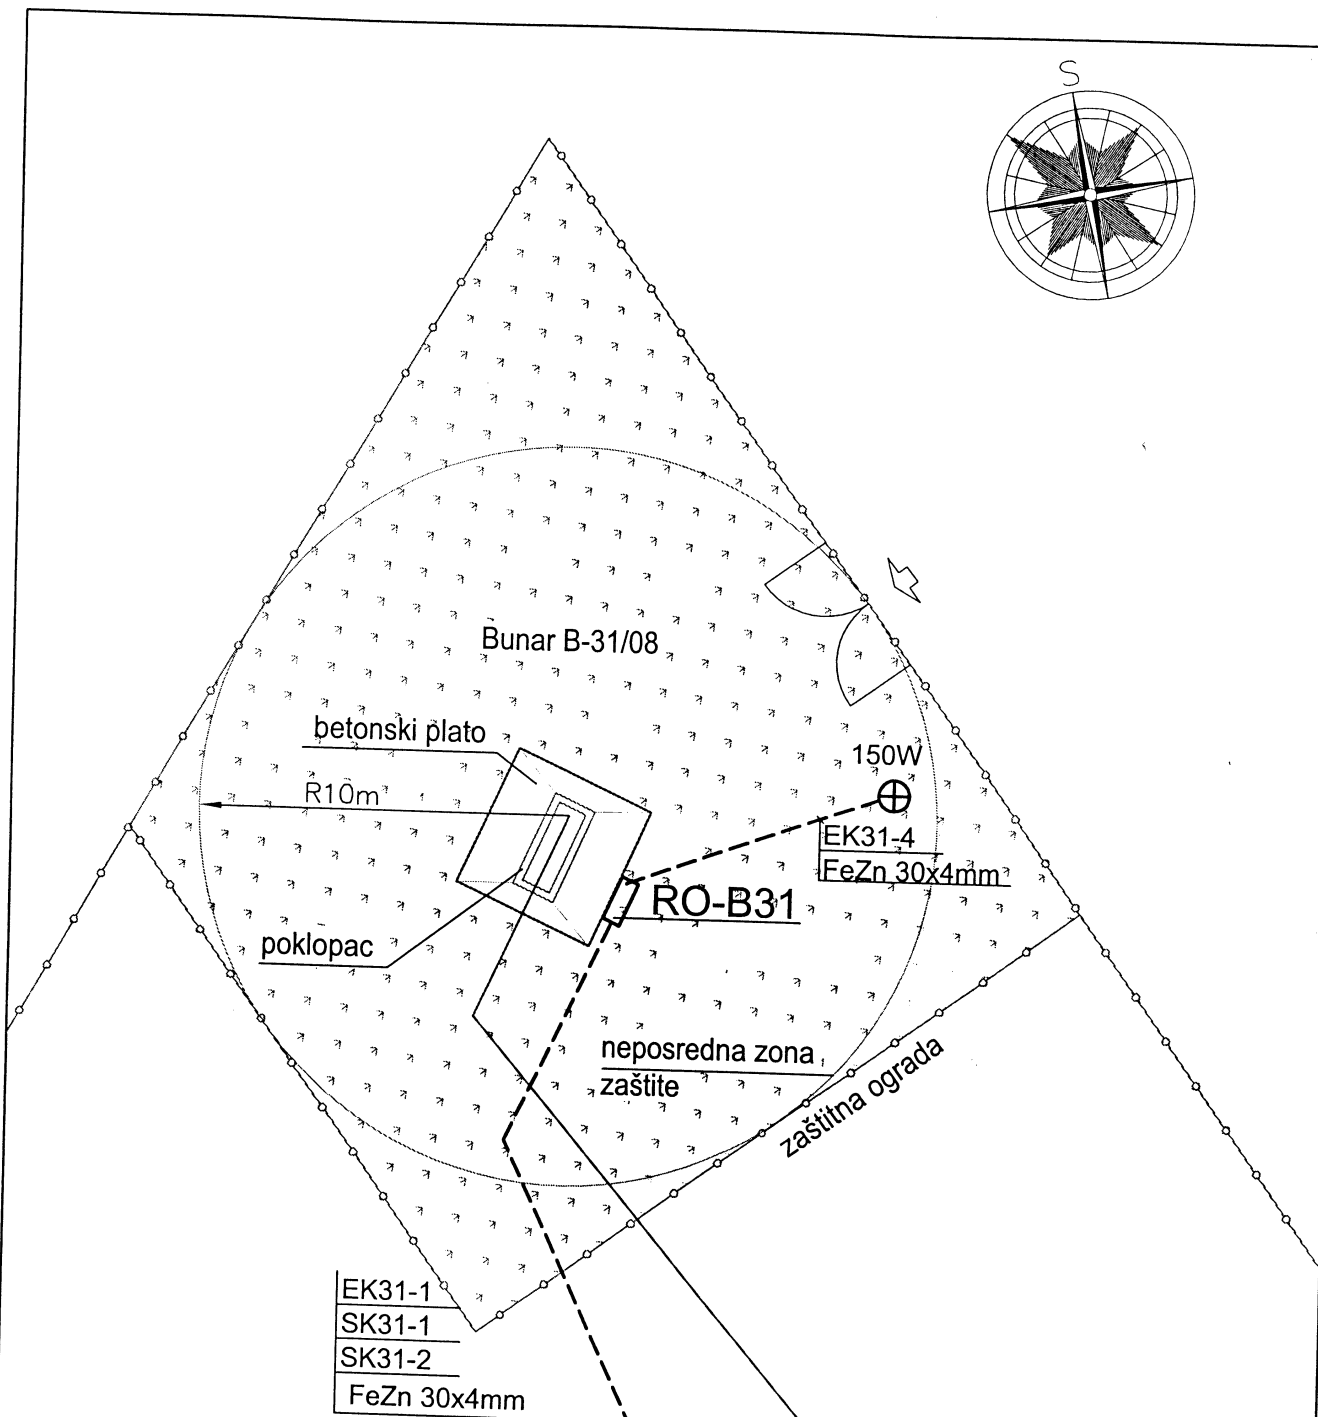 S
Bunar B-31/08
betonski plato
150W
R10m
EK31-4
FeZn 30x4mm
RO-B31
poklopac
neposredna zona
zaštite
zaštitna ograda
EK31-1
SK31-1
SK31-2
FeZn 30x4mm